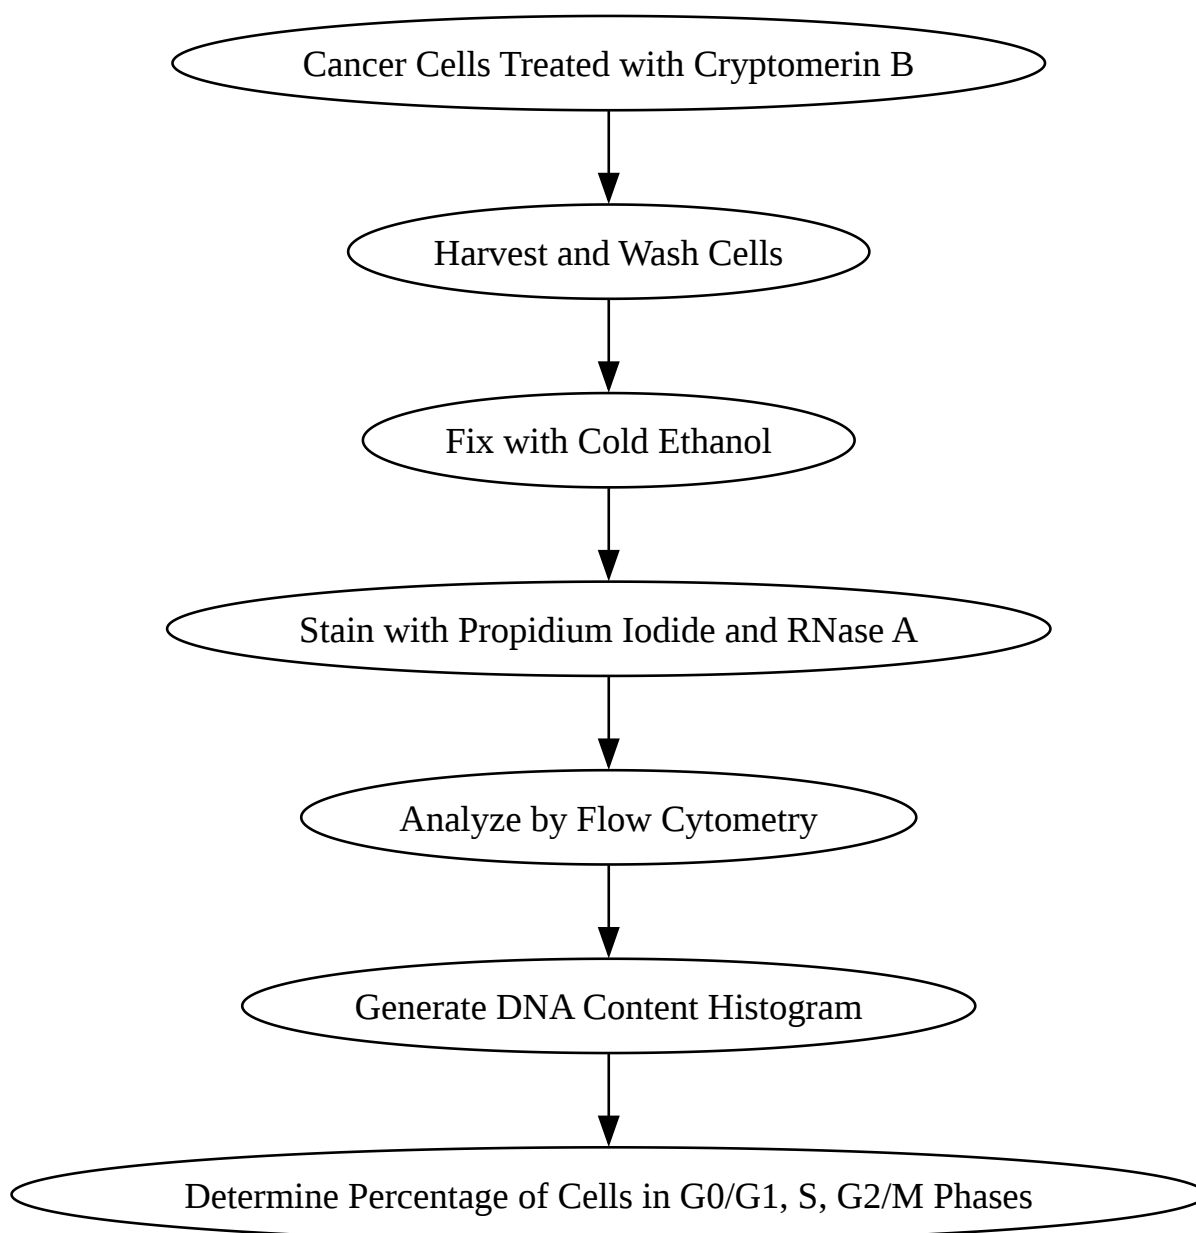 Cancer Cells Treated with Cryptomerin B
Harvest and Wash Cells
Fix with Cold Ethanol
Stain with Propidium Iodide and RNase A
Analyze by Flow Cytometry
Generate DNA Content Histogram
Determine Percentage of Cells in G0/G1, S, G2/M Phases